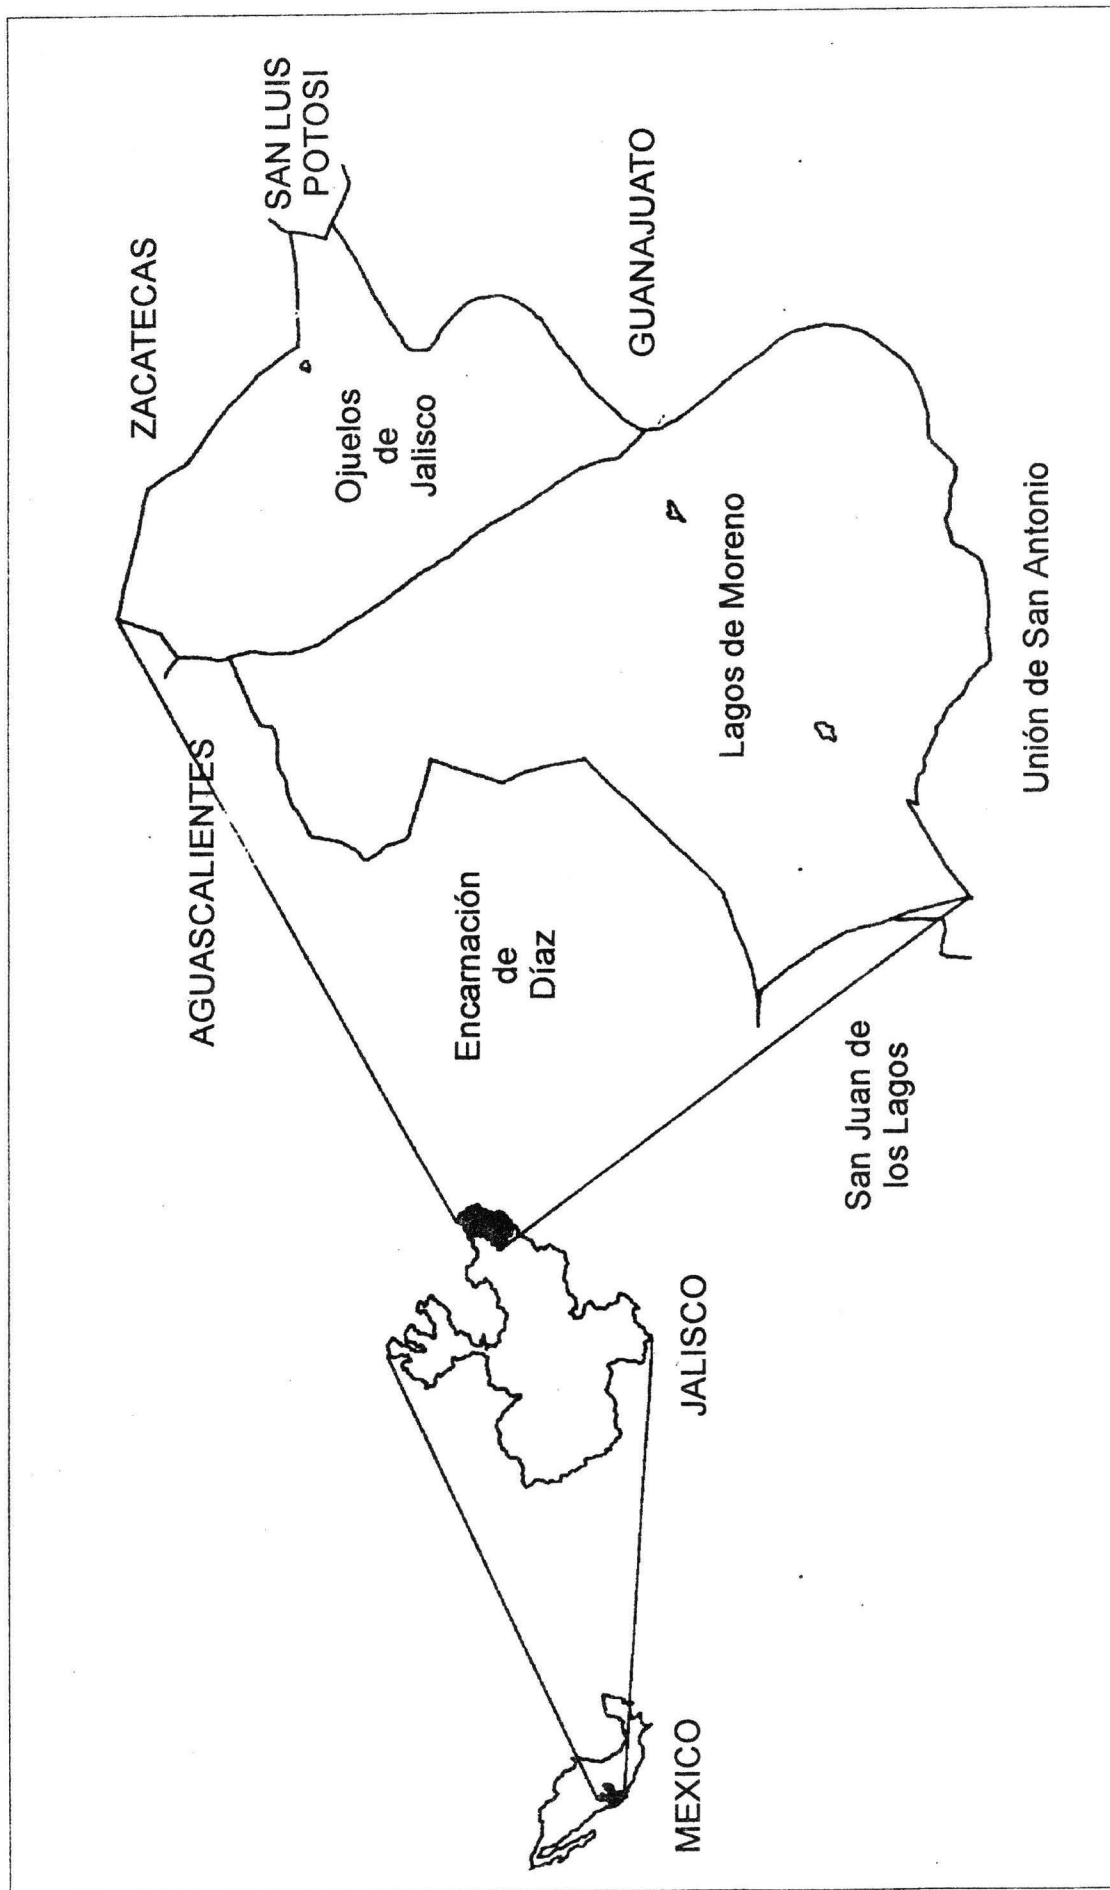 ZACATECAS
SAN LUIS
POTOSI
AGUASCALIENTES
Ojuelos
de
Jalisco
GUANAJUATO
Encarnación
de
Díaz
Lagos de Moreno
San Juan de
los Lagos
Unión de San Antonio
JALISCO
MEXICO